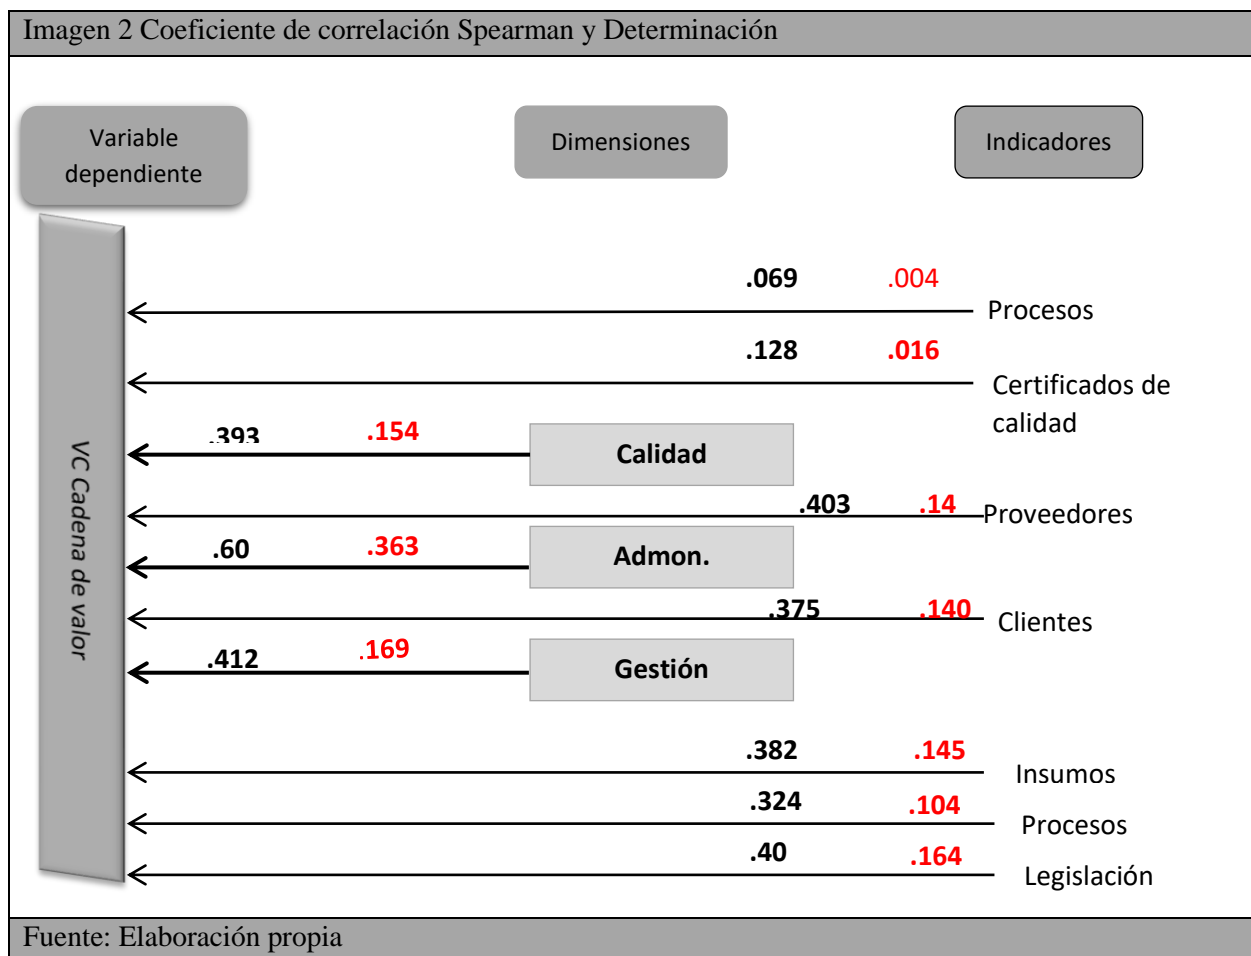 Imagen 2 Coeficiente de correlación Spearman y Determinación
Variable
dependiente
Dimensiones
Indicadores
VC Cadena de valor
.069 .004
Procesos
.128 .016
Certificados de
calidad
.393 .154
Calidad
.403 .14
Proveedores
.60 .363
Admon.
.375 .140
Clientes
.412 .169
Gestión
.382 .145
Insumos
.324 .104
Procesos
.40 .164
Legislación
Fuente: Elaboración propia